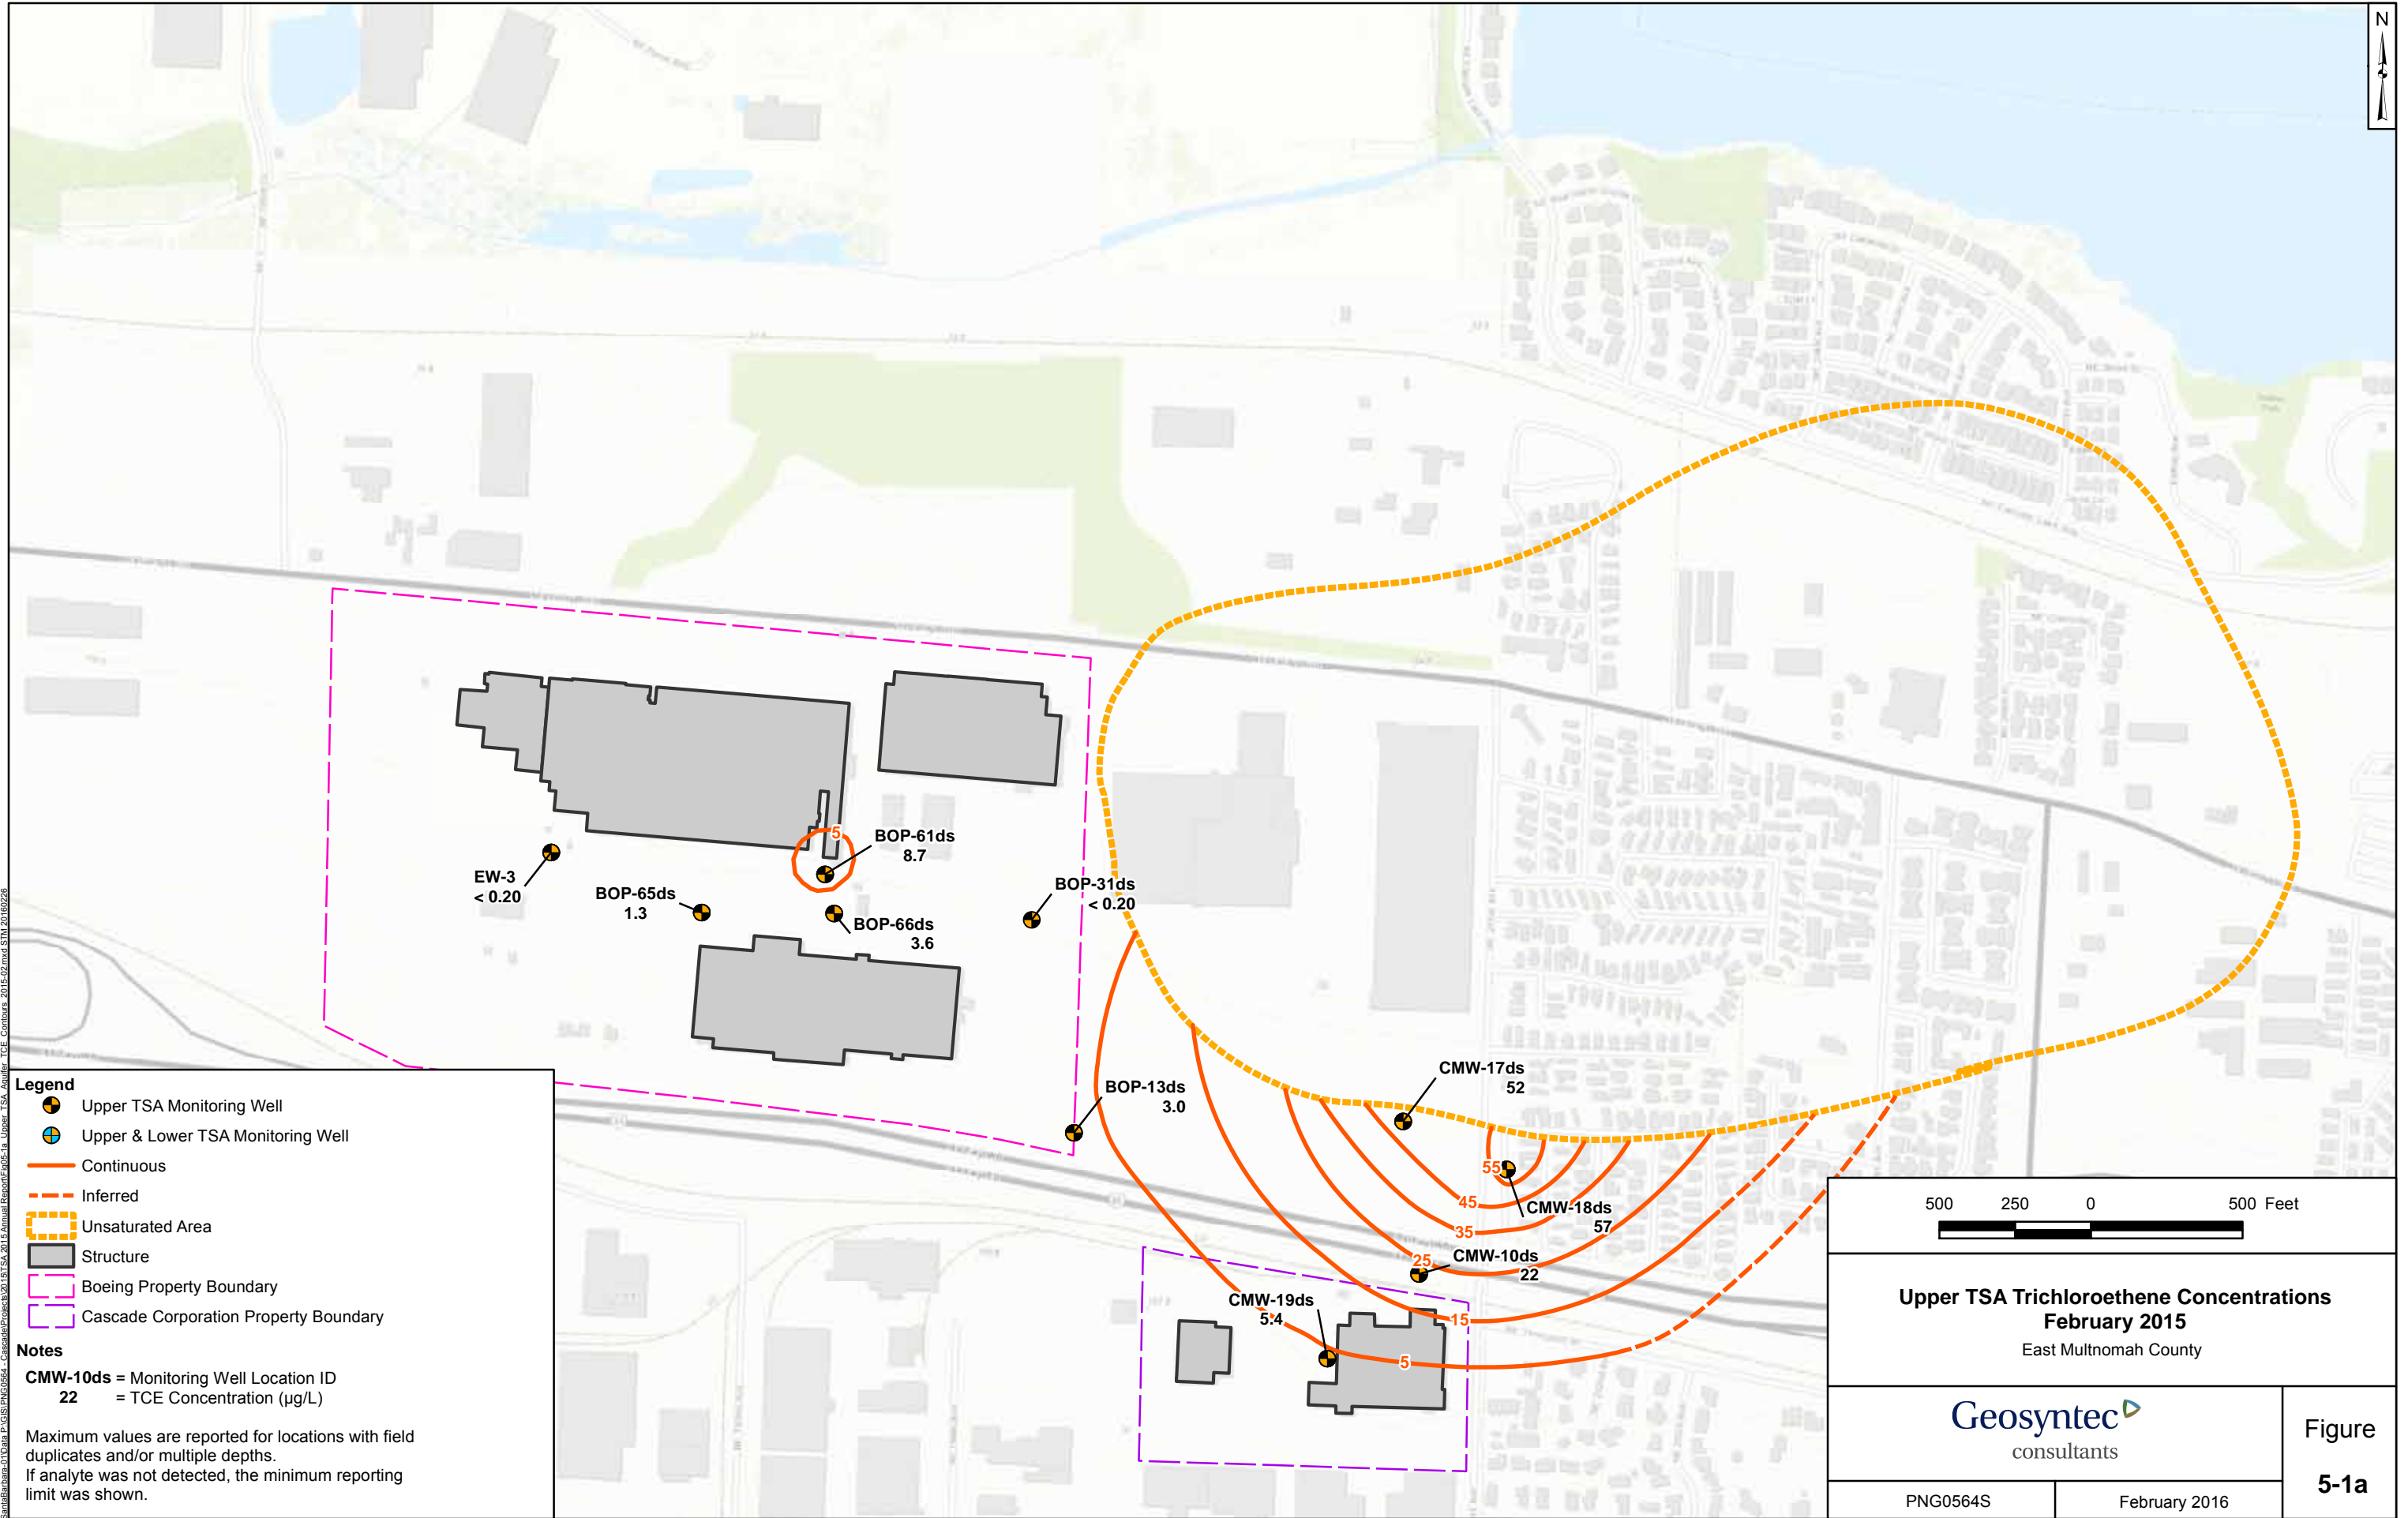 N
BOP-61ds
8.7
5
EW-3
< 0.20
BOP-65ds
1.3
BOP-66ds
3.6
BOP-31ds
< 0.20
BOP-13ds
3.0
CMW-17ds
52
55
CMW-18ds
57
45
35
25
CMW-10ds
22
15
CMW-19ds
5.4
5
Legend
Upper TSA Monitoring Well
Upper & Lower TSA Monitoring Well
Continuous
Inferred
Unsaturated Area
Structure
Boeing Property Boundary
Cascade Corporation Property Boundary
Notes
CMW-10ds = Monitoring Well Location ID
22 = TCE Concentration (µg/L)
Maximum values are reported for locations with field
duplicates and/or multiple depths.
If analyte was not detected, the minimum reporting
limit was shown.
500 250 0 500 Feet
Upper TSA Trichloroethene Concentrations
February 2015
East Multnomah County
Geosyntec
consultants
Figure
5-1a
PNG0564S
February 2016